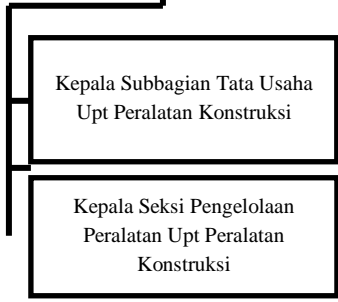 Kepala Subbagian Tata Usaha
Upt Peralatan Konstruksi
Kepala Seksi Pengelolaan
Peralatan Upt Peralatan
Konstruksi